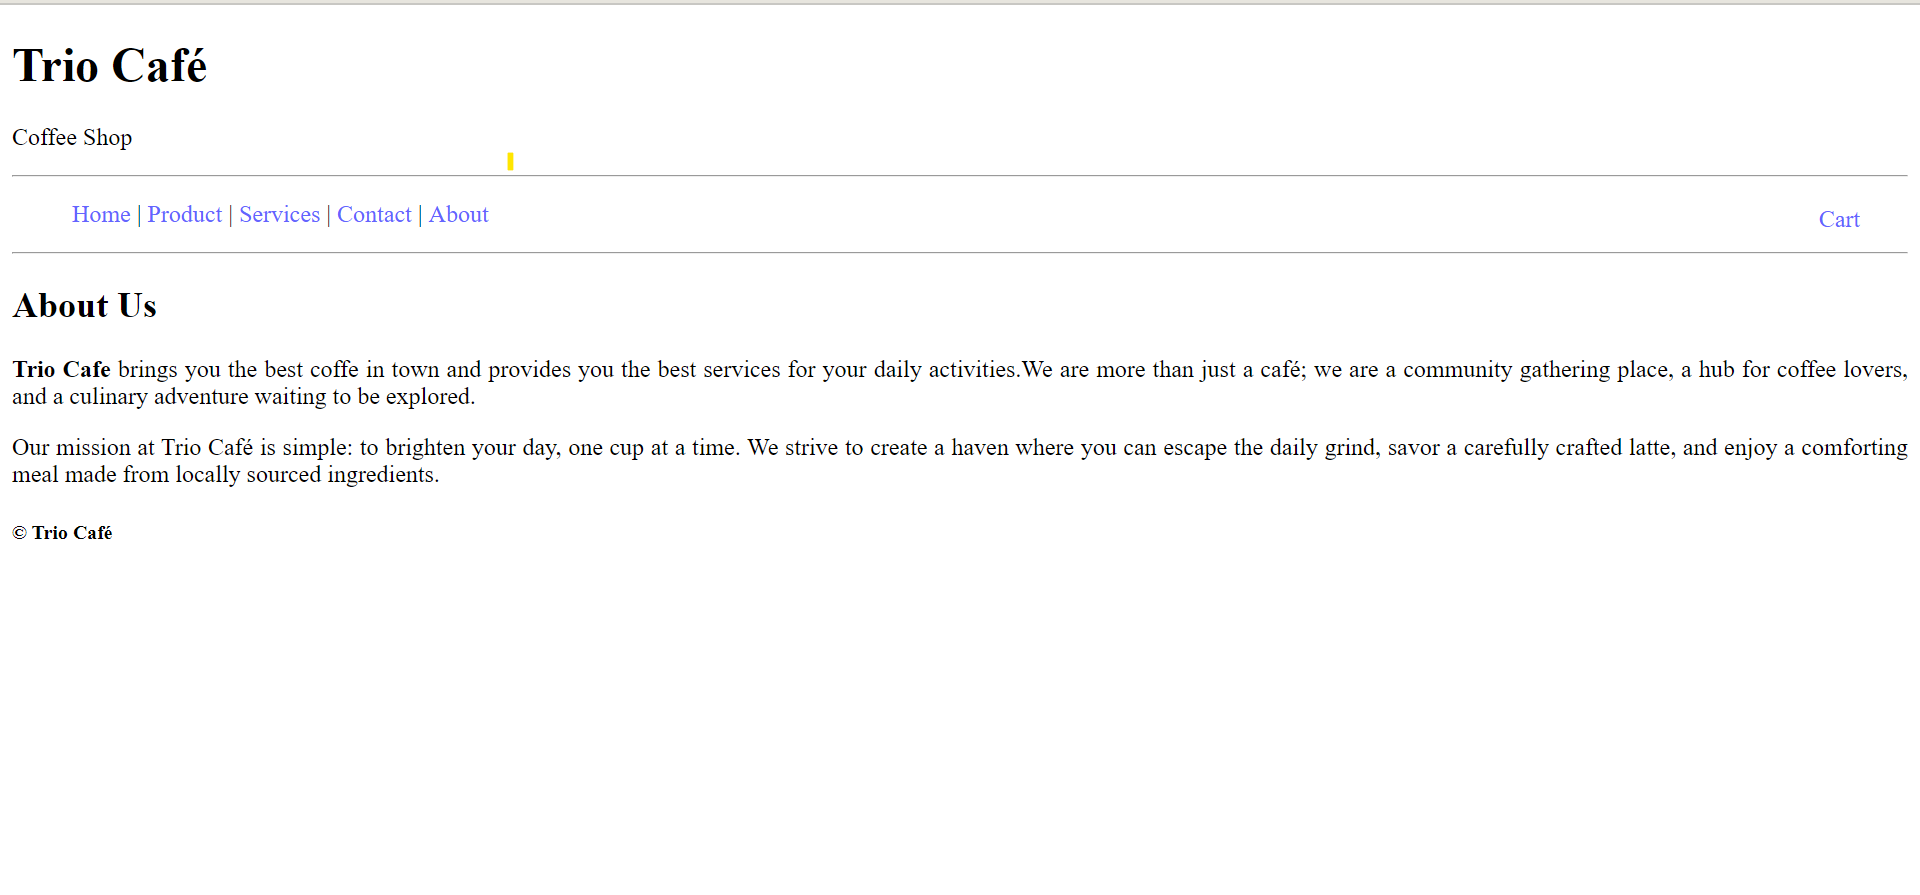 Trio Café
Coffee Shop
Home | Product | Services | Contact | About
Cart
About Us
Trio Cafe brings you the best coffe in town and provides you the best services for your daily activities.We are more than just a café; we are a community gathering place, a hub for coffee lovers,
and a culinary adventure waiting to be explored.
Our mission at Trio Café is simple: to brighten your day, one cup at a time. We strive to create a haven where you can escape the daily grind, savor a carefully crafted latte, and enjoy a comforting
meal made from locally sourced ingredients.
© Trio Café